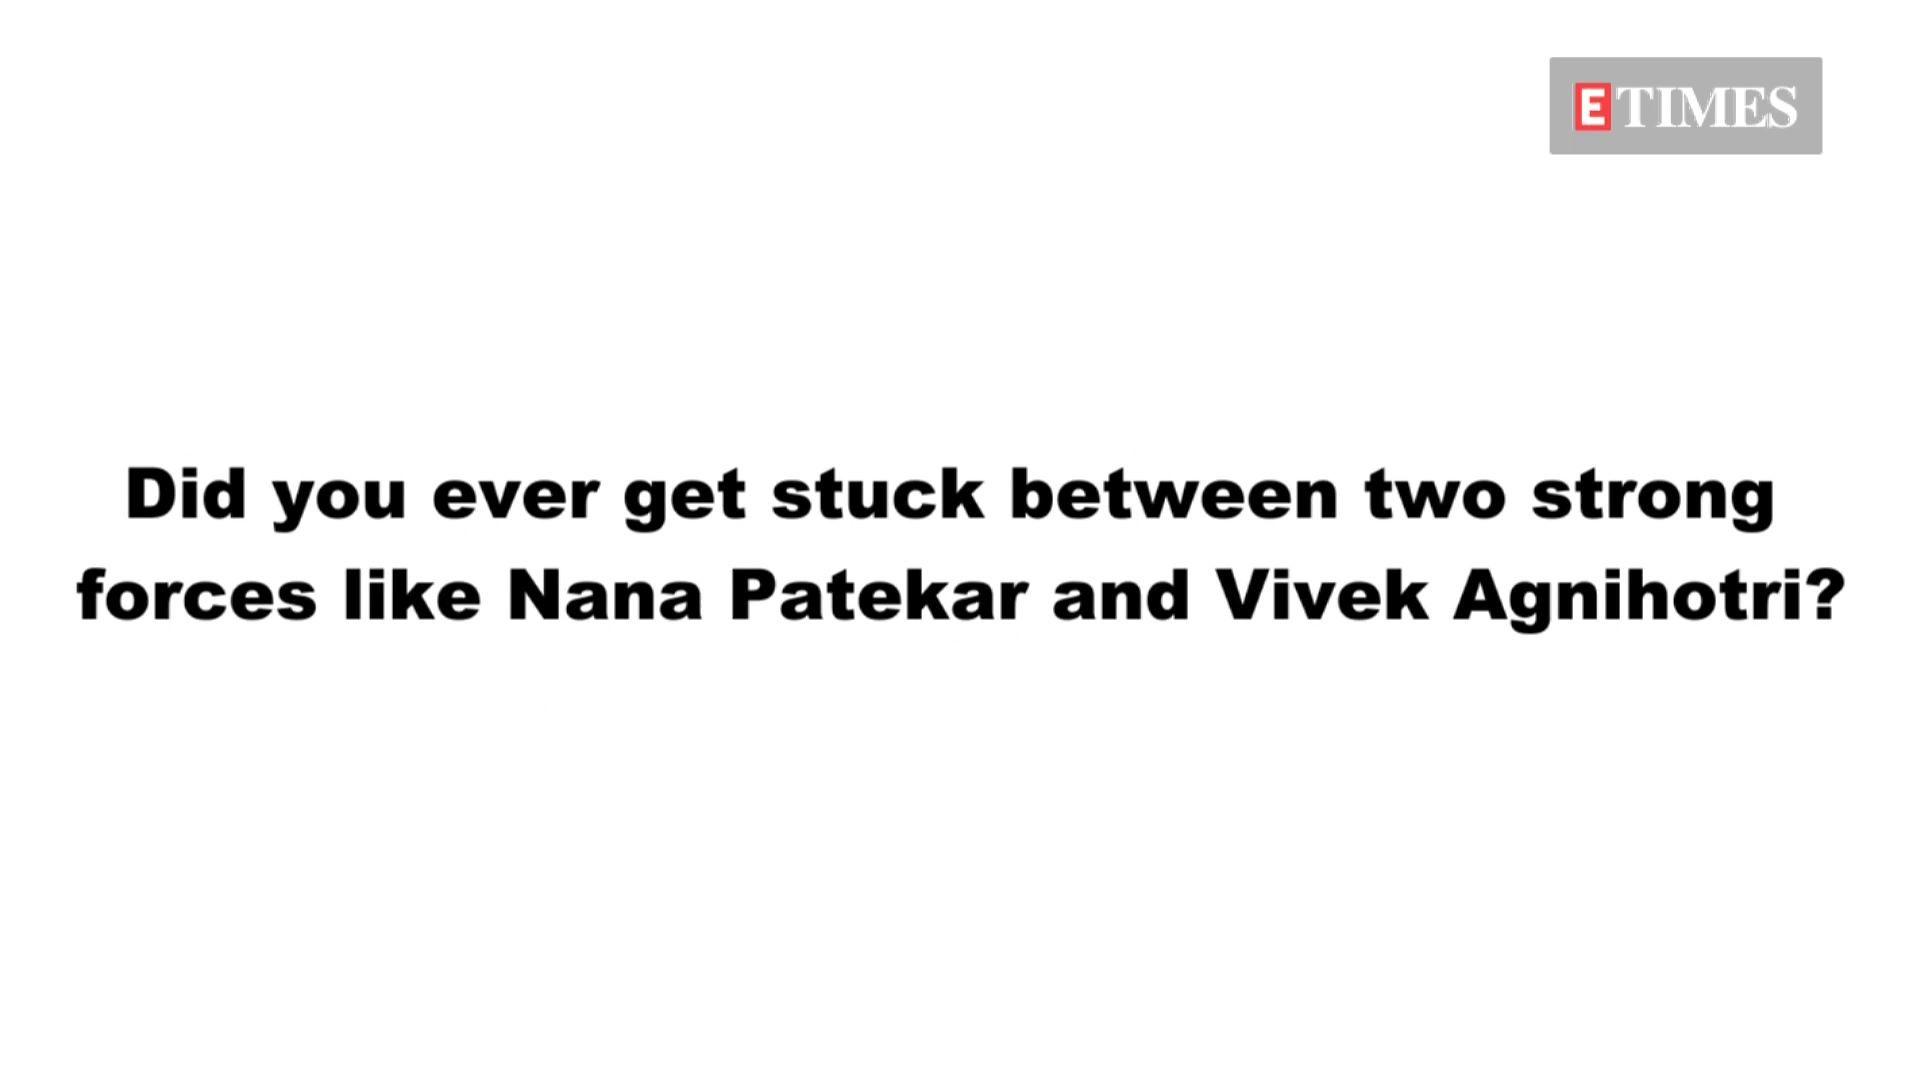 ETIMES
Did you ever get stuck between two strong
forces like Nana Patekar and Vivek Agnihotri?